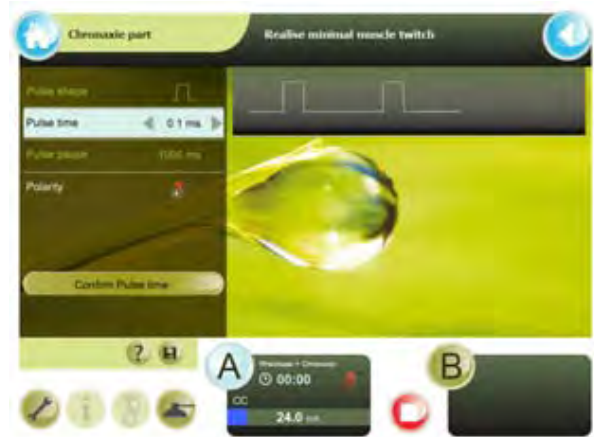 Chronaxie part
Realise minimal muscle twitch
Pulse shape
Pulse time 0.1 ms
Pulse pause 1000 ms
Polarity
Confirm Pulse time
?
A
Rheobase + Chronaxie
00:00
CC
24.0 mA
B